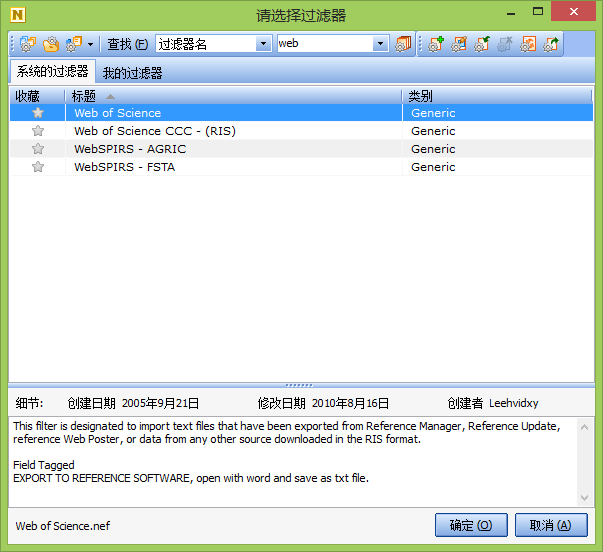 请选择过滤器
查找 (F) 过滤器名 web
系统的过滤器 我的过滤器
收藏 标题 类别
Web of Science Generic
Web of Science CCC - (RIS) Generic
WebSPIRS - AGRIC Generic
WebSPIRS - FSTA Generic
细节: 创建日期 2005年9月21日 修改日期 2010年8月16日 创建者 Leehvidxy
This filter is designated to import text files that have been exported from Reference Manager, Reference Update,
reference Web Poster, or data from any other source downloaded in the RIS format.
Field Tagged
EXPORT TO REFERENCE SOFTWARE, open with word and save as txt file.
Web of Science.nef 确定 (O) 取消 (A)